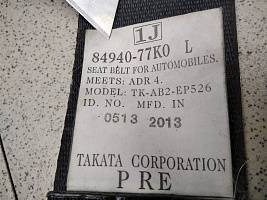 1J
84940-77K0 L
SEAT BELT FOR AUTOMOBILES.
MEETS: ADR 4.
MODEL: TK-AB2-EP526
ID. NO. MFD. IN
0513 2013
TAKATA CORPORATION
PRE